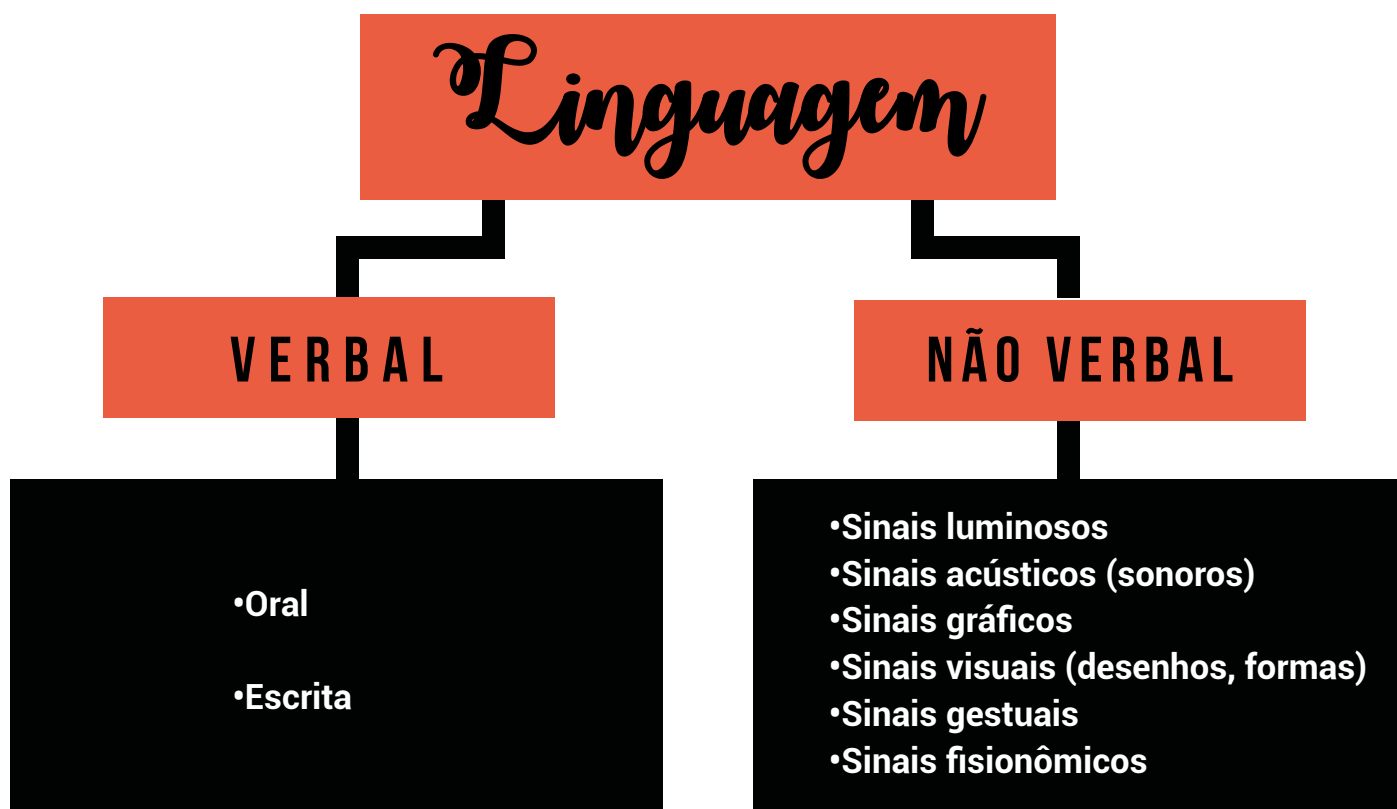 Linguagem
VERBAL
NÃO VERBAL
•Oral
•Escrita
•Sinais luminosos
•Sinais acústicos (sonoros)
•Sinais gráficos
•Sinais visuais (desenhos, formas)
•Sinais gestuais
•Sinais fisionômicos